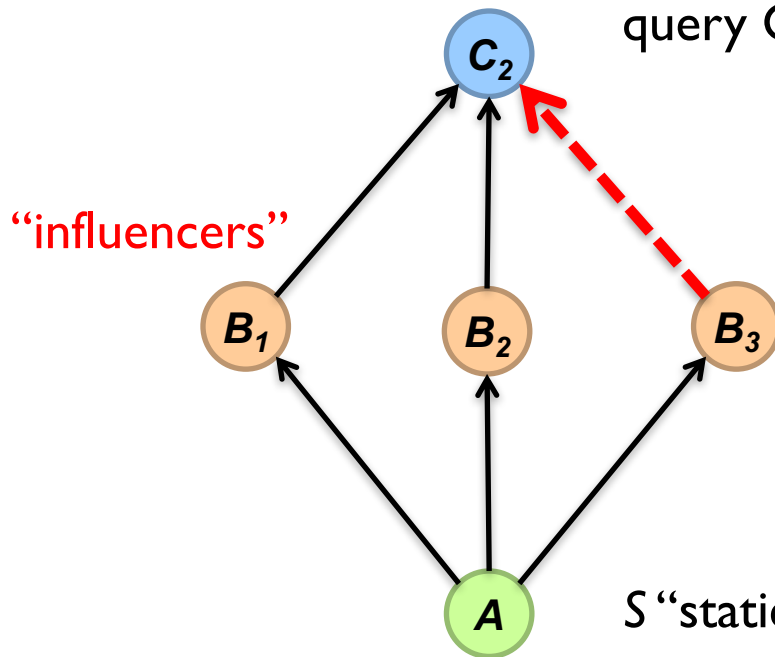 query
C₂
“influencers”
B₁
B₂
B₃
A
S “static